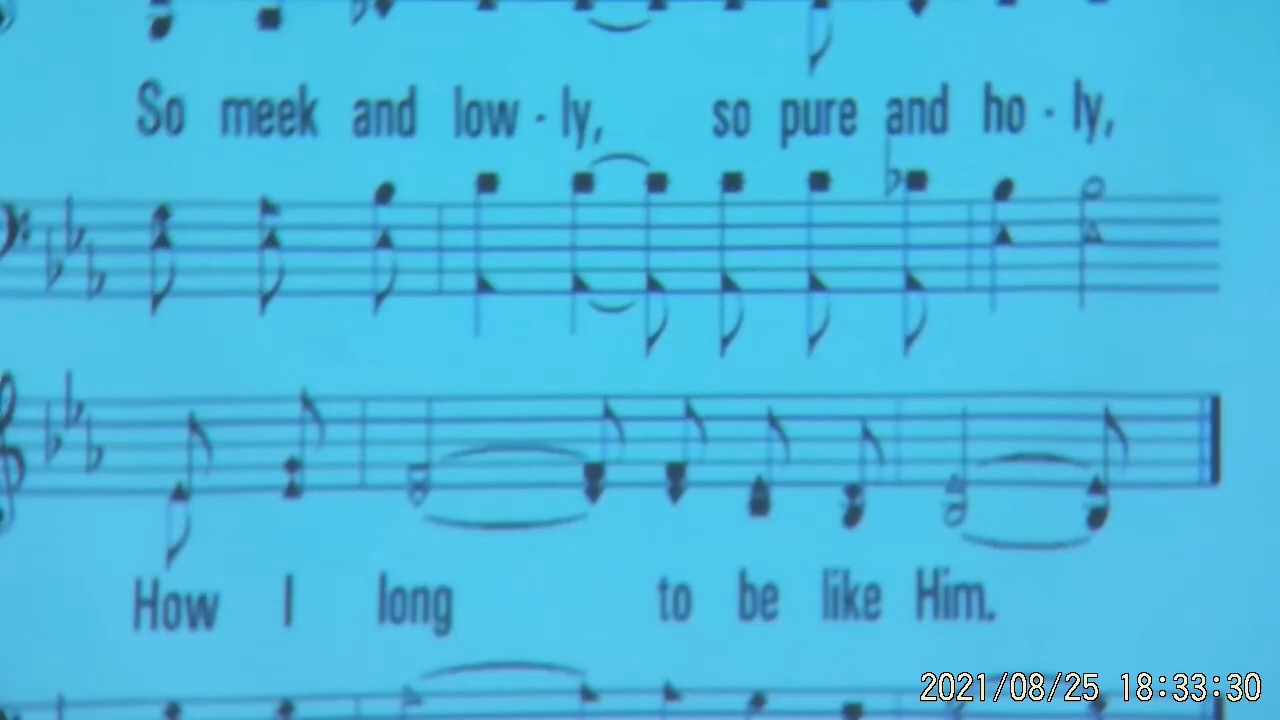 So meek and low - ly, so pure and ho - ly,
How I long to be like Him.
2021/08/25 18:33:30